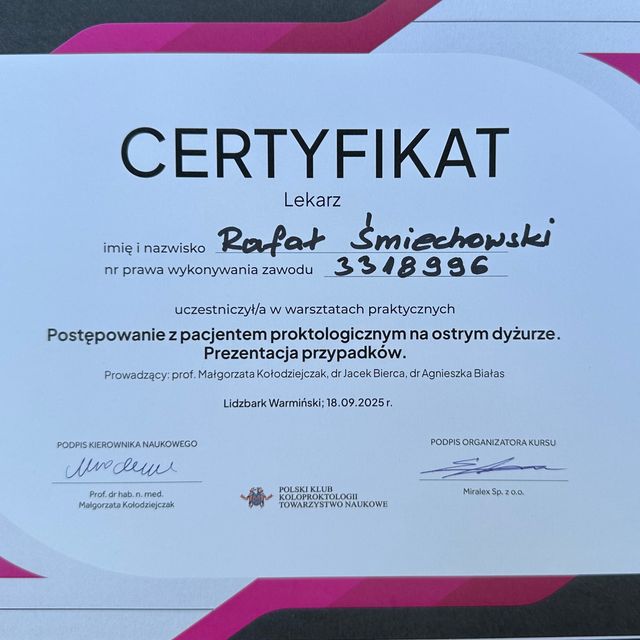 CERTYFIKAT
Lekarz
imię i nazwisko Rafał Śmiechowski
nr prawa wykonywania zawodu 3318996
uczestniczył/a w warsztatach praktycznych
Postępowanie z pacjentem proktologicznym na ostrym dyżurze.
Prezentacja przypadków.
Prowadzący: prof. Małgorzata Kołodziejczak, dr Jacek Bierca, dr Agnieszka Białas
Lidzbark Warmiński; 18.09.2025 r.
PODPIS KIEROWNIKA NAUKOWEGO
Prof. dr hab. n. med.
Małgorzata Kołodziejczak
POLSKI KLUB
KOLOPROKTOLOGII
TOWARZYSTWO NAUKOWE
PODPIS ORGANIZATORA KURSU
Miralex Sp. z o.o.